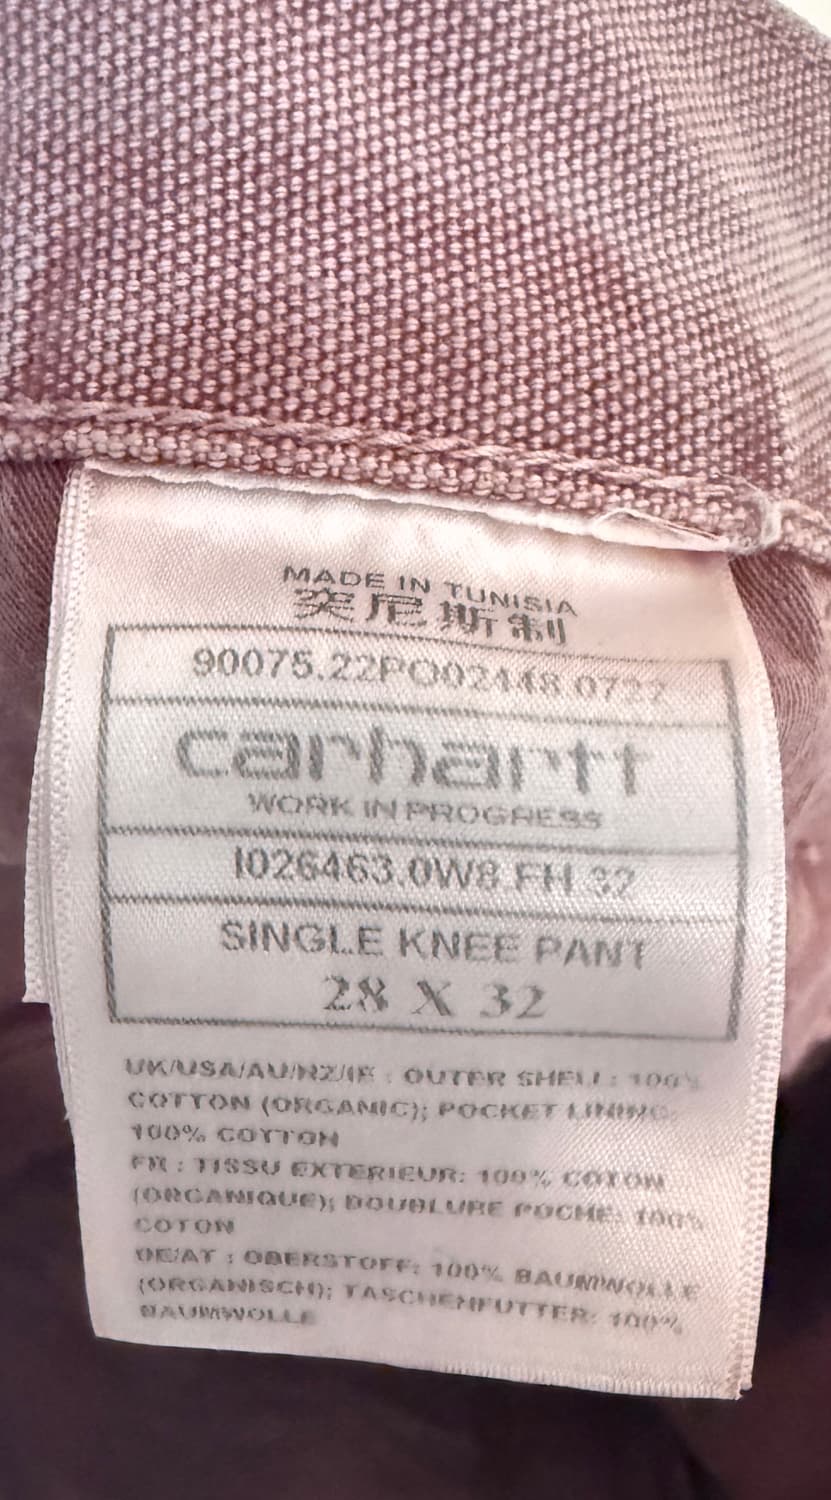 MADE IN TUNISIA
突尼斯制
90075.22PO02448.0722
carhartt
WORK IN PROGRESS
I026463.0W8.FH.32
SINGLE KNEE PANT
28 X 32
UK/USA/AU/NZ/IE : OUTER SHELL: 100%
COTTON (ORGANIC); POCKET LINING:
100% COTTON
FR : TISSU EXTERIEUR: 100% COTON
(ORGANIQUE); DOUBLURE POCHE: 100%
COTON
DE/AT : OBERSTOFF: 100% BAUMWOLLE
(ORGANISCH); TASCHENFUTTER: 100%
BAUMWOLLE